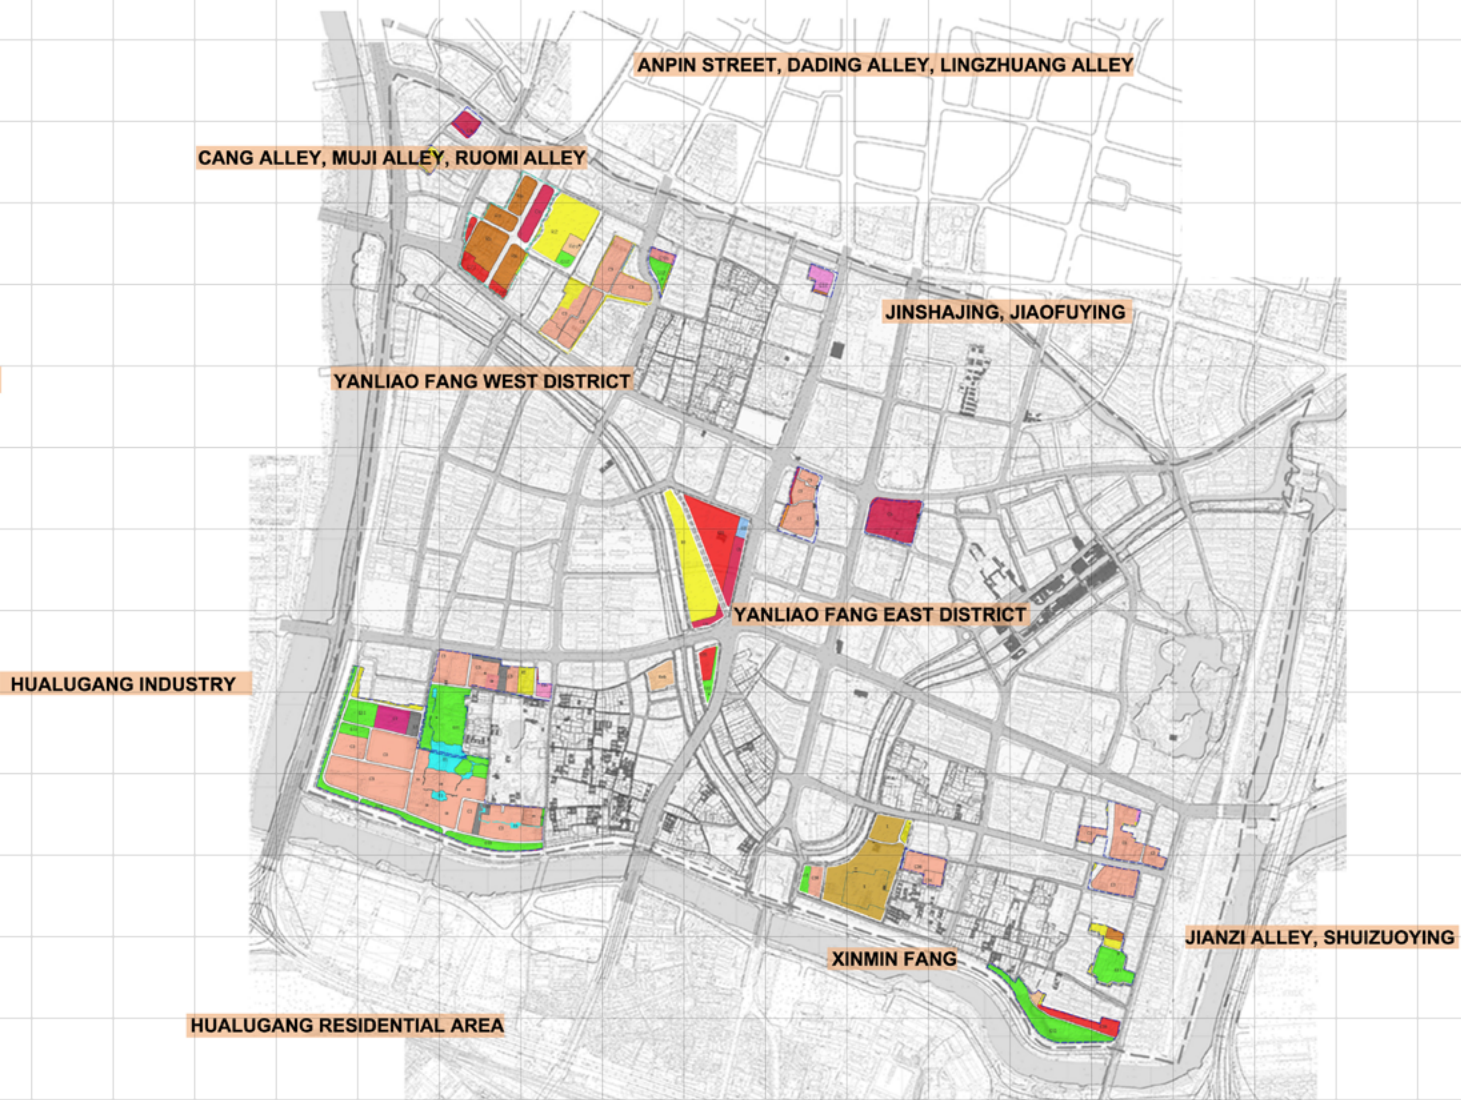 ANPIN STREET, DADING ALLEY, LINGZHUANG ALLEY
CANG ALLEY, MUJI ALLEY, RUOMI ALLEY
JINSHAJING, JIAOFUYING
YANLIAO FANG WEST DISTRICT
YANLIAO FANG EAST DISTRICT
HUALUGANG INDUSTRY
JIANZI ALLEY, SHUIZUOYING
XINMIN FANG
HUALUGANG RESIDENTIAL AREA